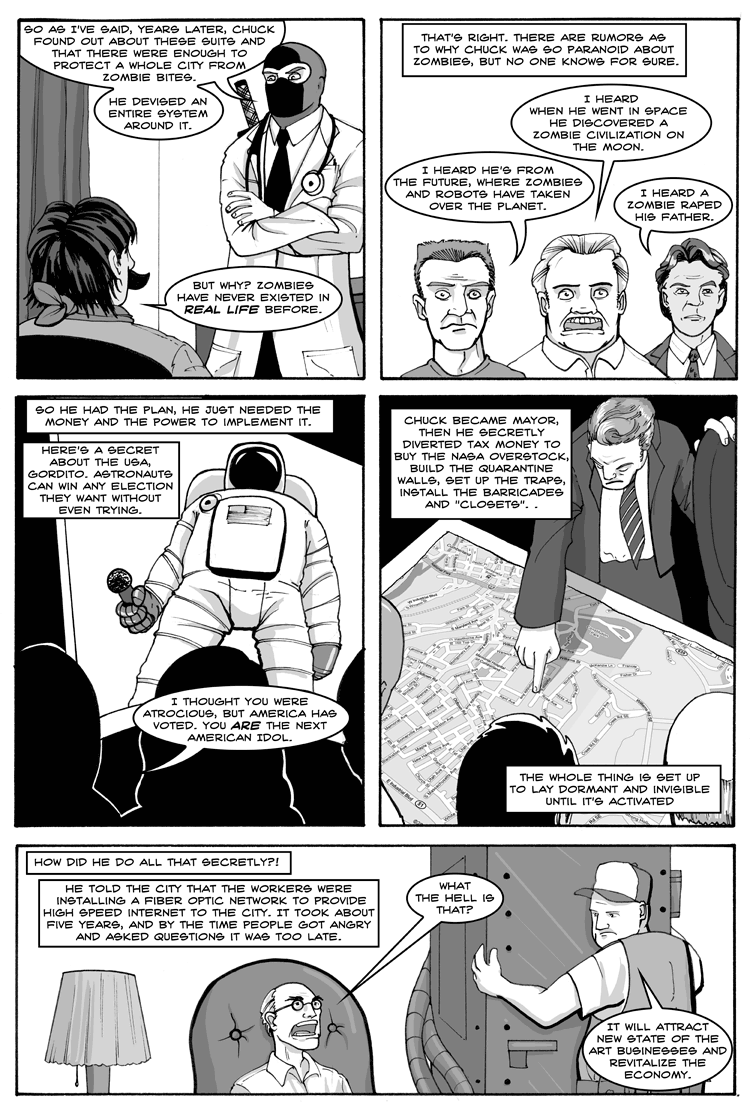 SO AS I'VE SAID, YEARS LATER, CHUCK
FOUND OUT ABOUT THESE SUITS AND
THAT THERE WERE ENOUGH TO
PROTECT A WHOLE CITY FROM
ZOMBIE BITES.
HE DEVISED AN
ENTIRE SYSTEM
AROUND IT.
BUT WHY? ZOMBIES
HAVE NEVER EXISTED IN
REAL LIFE BEFORE.
THAT'S RIGHT. THERE ARE RUMORS AS
TO WHY CHUCK WAS SO PARANOID ABOUT
ZOMBIES, BUT NO ONE KNOWS FOR SURE.
I HEARD
WHEN HE WENT IN SPACE
HE DISCOVERED A
ZOMBIE CIVILIZATION ON
THE MOON.
I HEARD HE'S FROM
THE FUTURE, WHERE ZOMBIES
AND ROBOTS HAVE TAKEN
OVER THE PLANET.
I HEARD A
ZOMBIE RAPED
HIS FATHER.
SO HE HAD THE PLAN, HE JUST NEEDED THE
MONEY AND THE POWER TO IMPLEMENT IT.
HERE'S A SECRET
ABOUT THE USA,
GORDITO. ASTRONAUTS
CAN WIN ANY ELECTION
THEY WANT WITHOUT
EVEN TRYING.
I THOUGHT YOU WERE
ATROCIOUS, BUT AMERICA HAS
VOTED. YOU ARE THE NEXT
AMERICAN IDOL.
CHUCK BECAME MAYOR,
THEN HE SECRETLY
DIVERTED TAX MONEY TO
BUY THE NASA OVERSTOCK,
BUILD THE QUARANTINE
WALLS, SET UP THE TRAPS,
INSTALL THE BARRICADES
AND "CLOSETS". .
THE WHOLE THING IS SET UP
TO LAY DORMANT AND INVISIBLE
UNTIL IT'S ACTIVATED
HOW DID HE DO ALL THAT SECRETLY?!
HE TOLD THE CITY THAT THE WORKERS WERE
INSTALLING A FIBER OPTIC NETWORK TO PROVIDE
HIGH SPEED INTERNET TO THE CITY. IT TOOK ABOUT
FIVE YEARS, AND BY THE TIME PEOPLE GOT ANGRY
AND ASKED QUESTIONS IT WAS TOO LATE.
WHAT
THE HELL IS
THAT?
IT WILL ATTRACT
NEW STATE OF THE
ART BUSINESSES AND
REVITALIZE THE
ECONOMY.